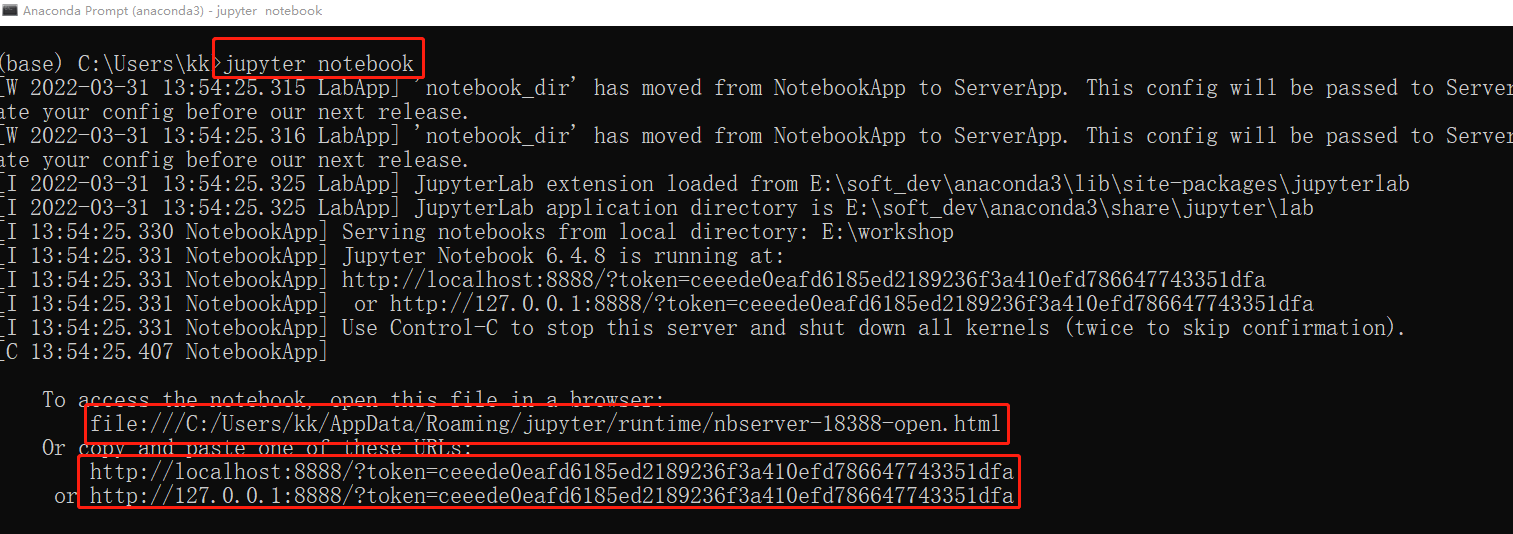 Anaconda Prompt (anaconda3) - jupyter  notebook
(base) C:\Users\kk>jupyter notebook
[W 2022-03-31 13:54:25.315 LabApp] 'notebook_dir' has moved from NotebookApp to ServerApp. This config will be passed to Server
ate your config before our next release.
[W 2022-03-31 13:54:25.316 LabApp] 'notebook_dir' has moved from NotebookApp to ServerApp. This config will be passed to Server
ate your config before our next release.
[I 2022-03-31 13:54:25.325 LabApp] JupyterLab extension loaded from E:\soft_dev\anaconda3\lib\site-packages\jupyterlab
[I 2022-03-31 13:54:25.325 LabApp] JupyterLab application directory is E:\soft_dev\anaconda3\share\jupyter\lab
[I 13:54:25.330 NotebookApp] Serving notebooks from local directory: E:\workshop
[I 13:54:25.331 NotebookApp] Jupyter Notebook 6.4.8 is running at:
[I 13:54:25.331 NotebookApp] http://localhost:8888/?token=ceeede0eafd6185ed2189236f3a410efd786647743351dfa
[I 13:54:25.331 NotebookApp]  or http://127.0.0.1:8888/?token=ceeede0eafd6185ed2189236f3a410efd786647743351dfa
[I 13:54:25.331 NotebookApp] Use Control-C to stop this server and shut down all kernels (twice to skip confirmation).
[C 13:54:25.407 NotebookApp]
To access the notebook, open this file in a browser:
file:///C:/Users/kk/AppData/Roaming/jupyter/runtime/nbserver-18388-open.html
Or copy and paste one of these URLs:
http://localhost:8888/?token=ceeede0eafd6185ed2189236f3a410efd786647743351dfa
or http://127.0.0.1:8888/?token=ceeede0eafd6185ed2189236f3a410efd786647743351dfa